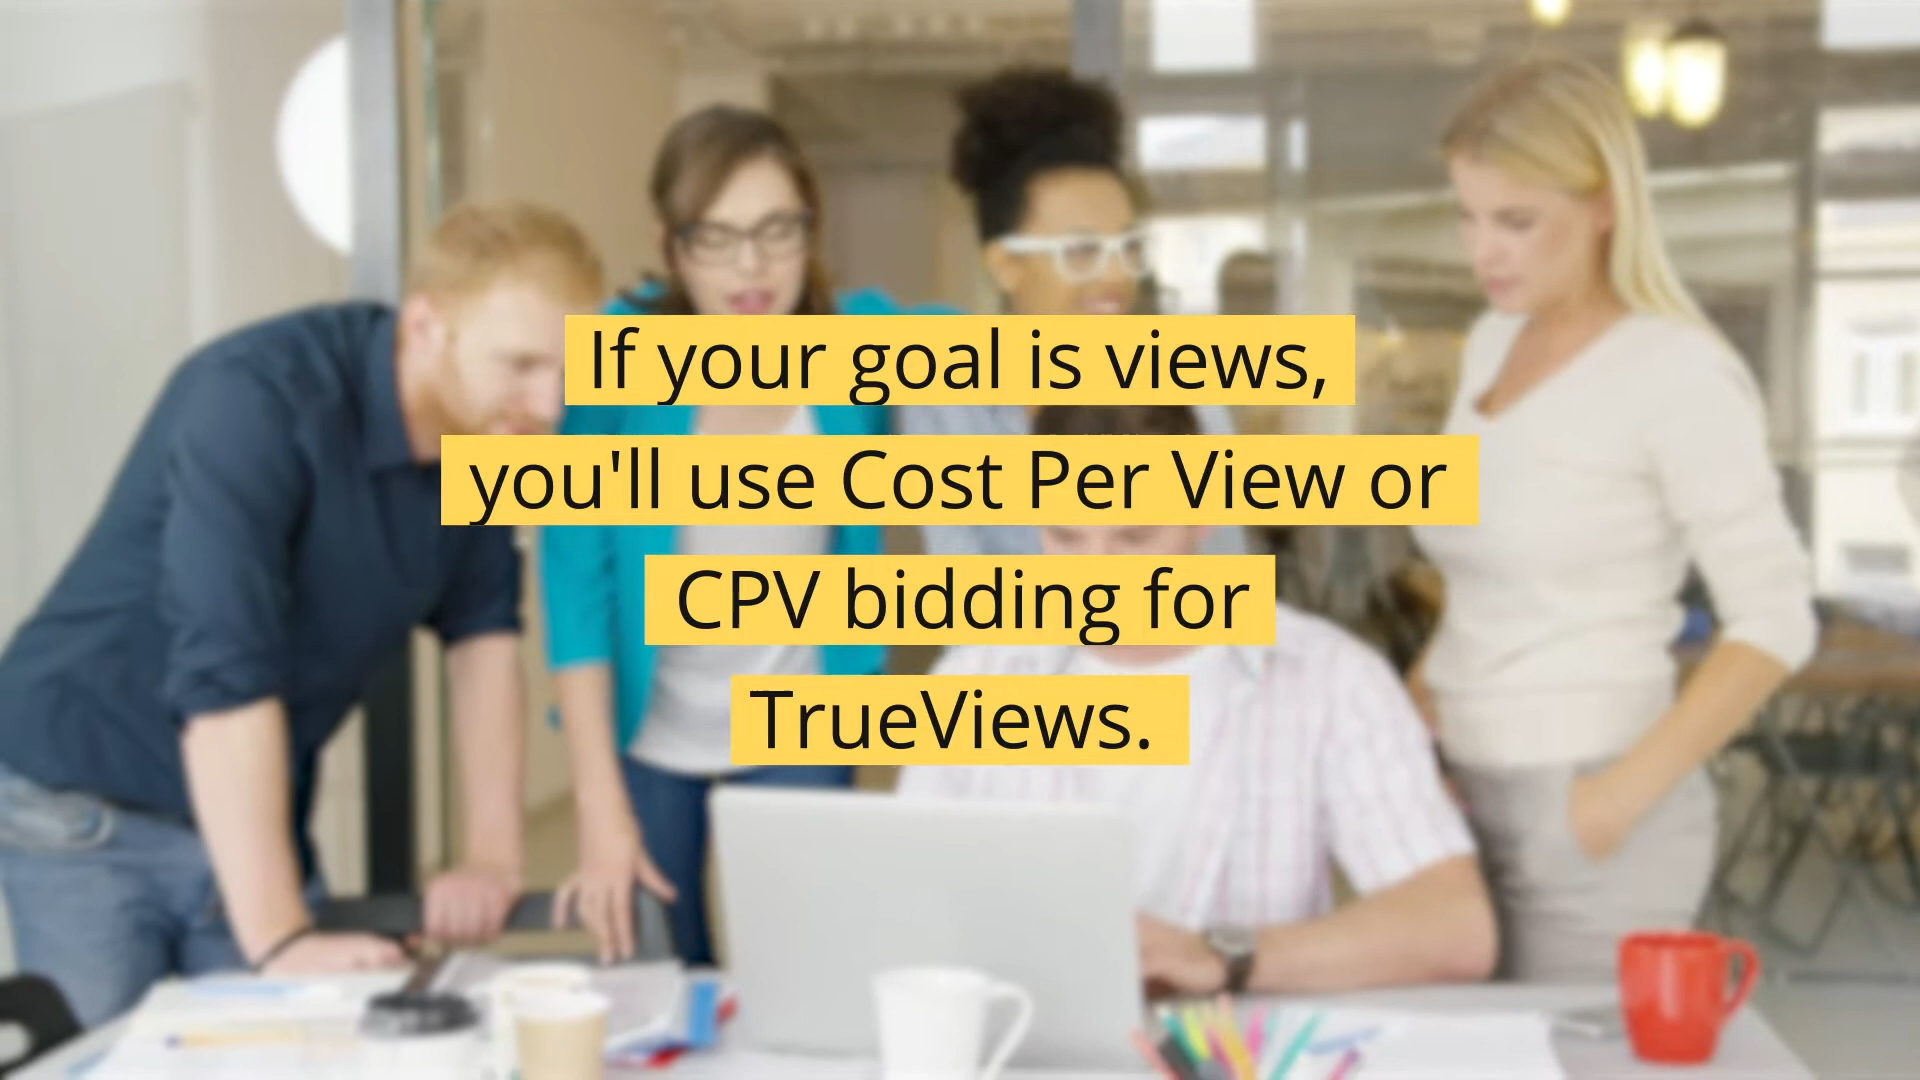 If your goal is views,
you'll use Cost Per View or
CPV bidding for
TrueViews.